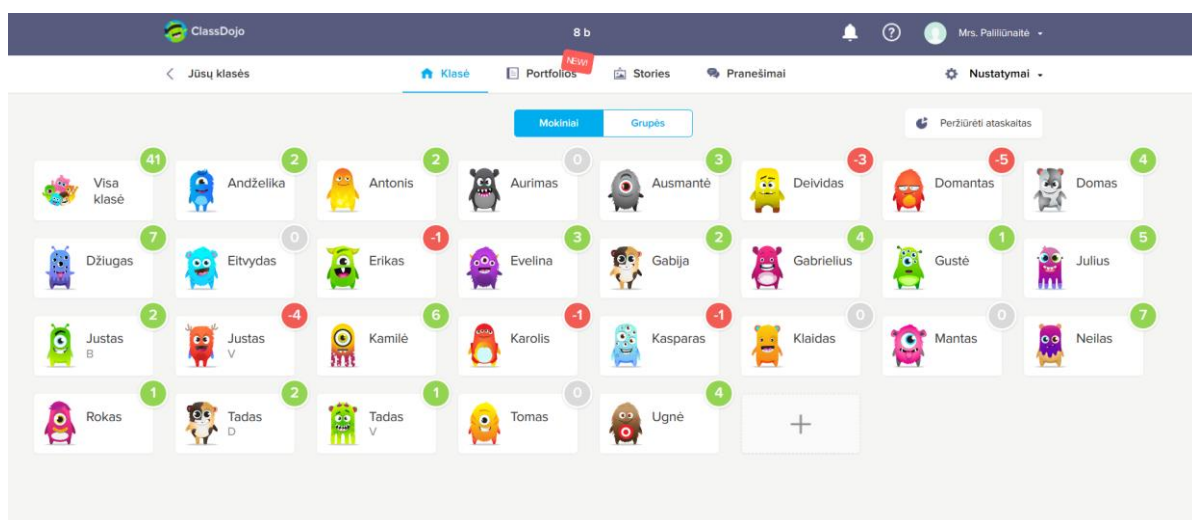 ClassDojo
8 b
Mrs. Paliliūnaitė
Jūsų klasės
Klasė
Portfolios
NEW!
Stories
Pranešimai
Nustatymai
Mokiniai
Grupės
Peržiūrėti ataskaitas
Visa klasė 41
Andželika 2
Antonis 2
Aurimas 0
Ausmantė 3
Deividas -3
Domantas -5
Domas 4
Džiugas 7
Eitvydas 0
Erikas -1
Evelina 3
Gabija 2
Gabrielius 4
Gustė 1
Julius 5
Justas B 2
Justas V -4
Kamilė 6
Karolis -1
Kasparas -1
Klaidas 0
Mantas 0
Neilas 7
Rokas 1
Tadas D 2
Tadas V 1
Tomas 0
Ugnė 4